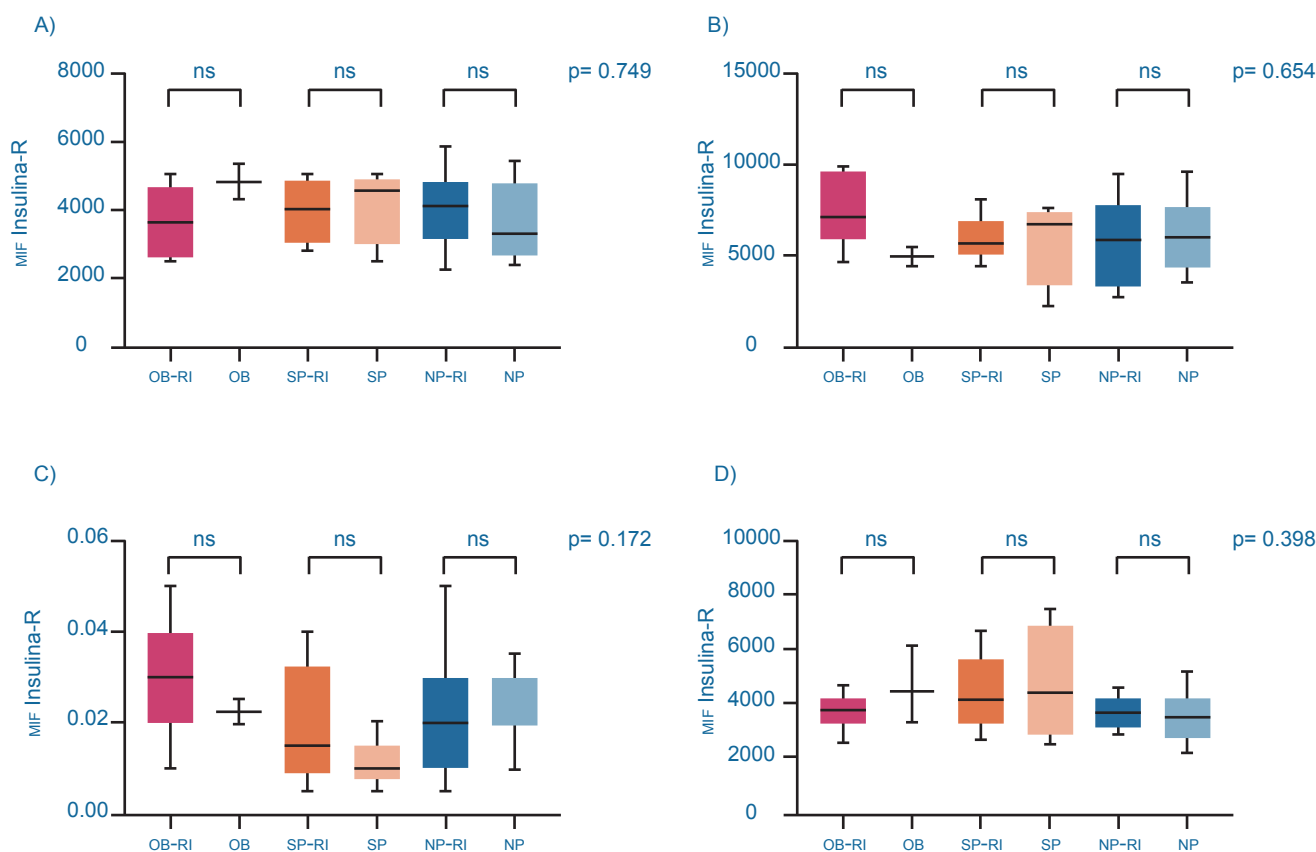 A)
MIF Insulina-R
8000
6000
4000
2000
0
ns
ns
ns
p= 0.749
OB-RI
OB
SP-RI
SP
NP-RI
NP
B)
MIF Insulina-R
15000
10000
5000
0
ns
ns
ns
p= 0.654
OB-RI
OB
SP-RI
SP
NP-RI
NP
C)
MIF Insulina-R
0.06
0.04
0.02
0.00
ns
ns
ns
p= 0.172
OB-RI
OB
SP-RI
SP
NP-RI
NP
D)
MIF Insulina-R
10000
8000
6000
4000
2000
0
ns
ns
ns
p= 0.398
OB-RI
OB
SP-RI
SP
NP-RI
NP